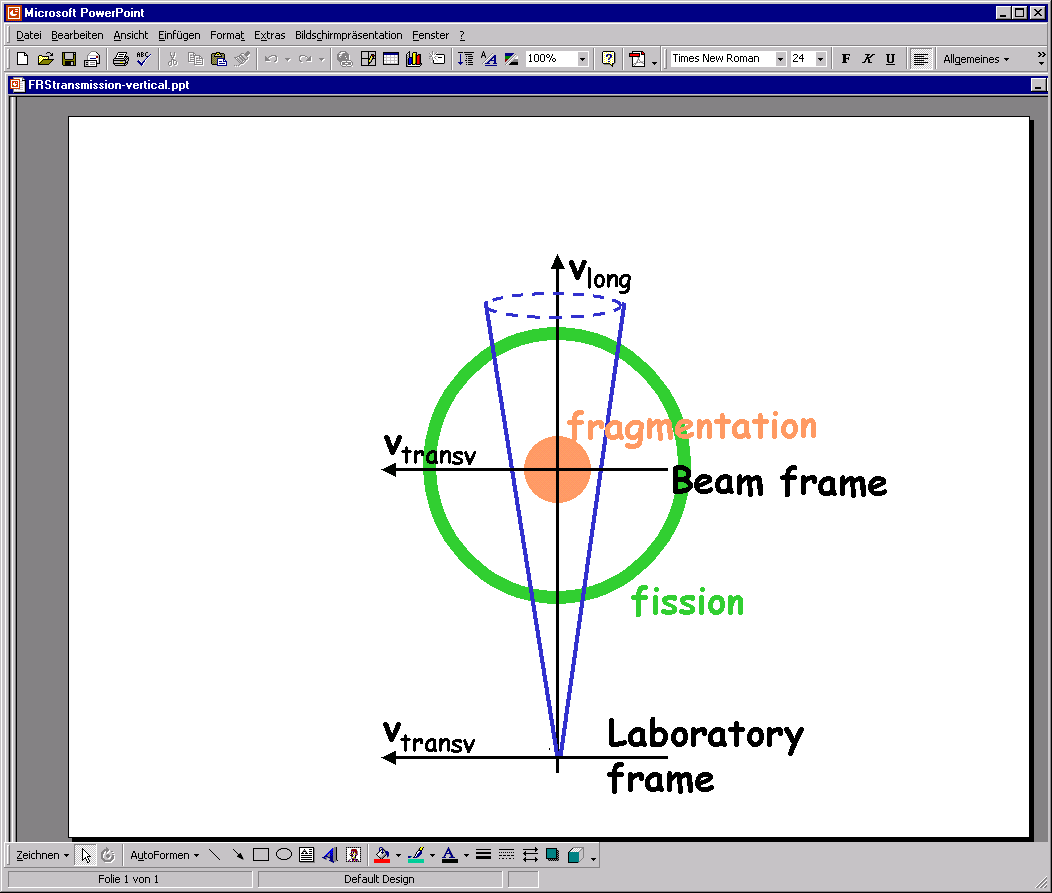 Microsoft PowerPoint
Datei Bearbeiten Ansicht Einfügen Format Extras Bildschirmpräsentation Fenster ?
100% Times New Roman 24 F K U Allgemeines
FRStransmission-vertical.ppt
vlong
fragmentation
vtransv
Beam frame
fission
vtransv
Laboratory
frame
Zeichnen AutoFormen
Folie 1 von 1 Default Design